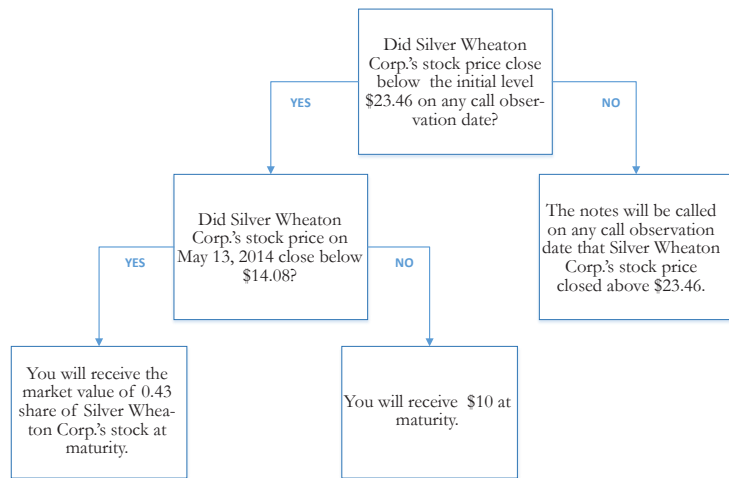 Did Silver Wheaton
Corp.'s stock price close
below the initial level
$23.46 on any call obser-
vation date?
YES
NO
Did Silver Wheaton
Corp.'s stock price on
May 13, 2014 close below
$14.08?
The notes will be called
on any call observation
date that Silver Wheaton
Corp.'s stock price
closed above $23.46.
YES
NO
You will receive the
market value of 0.43
share of Silver Whea-
ton Corp.'s stock at
maturity.
You will receive $10 at
maturity.